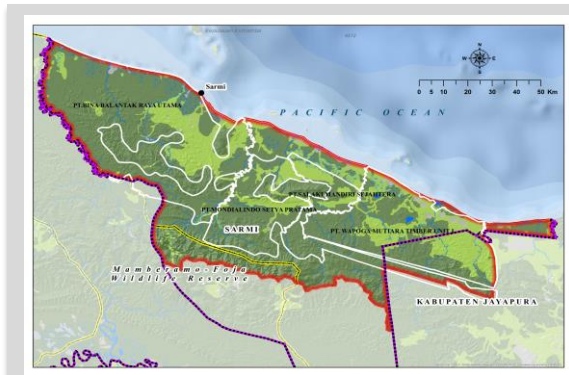 N
W E
S
Sarmi
0 10 20 30 40 50 Km
PT.BINA BALANTAK RAYA UTAMA
PACIFIC OCEAN
PT.SALAKI MANDIRI SEJAHTERA
PT.MONDIALINDO SETYA PRATAMA
SARMI
PT. WAPOGA MUTIARA TIMBER UNIT
Mamberamo-Foja
Wildlife Reserve
KABUPATEN JAYAPURA